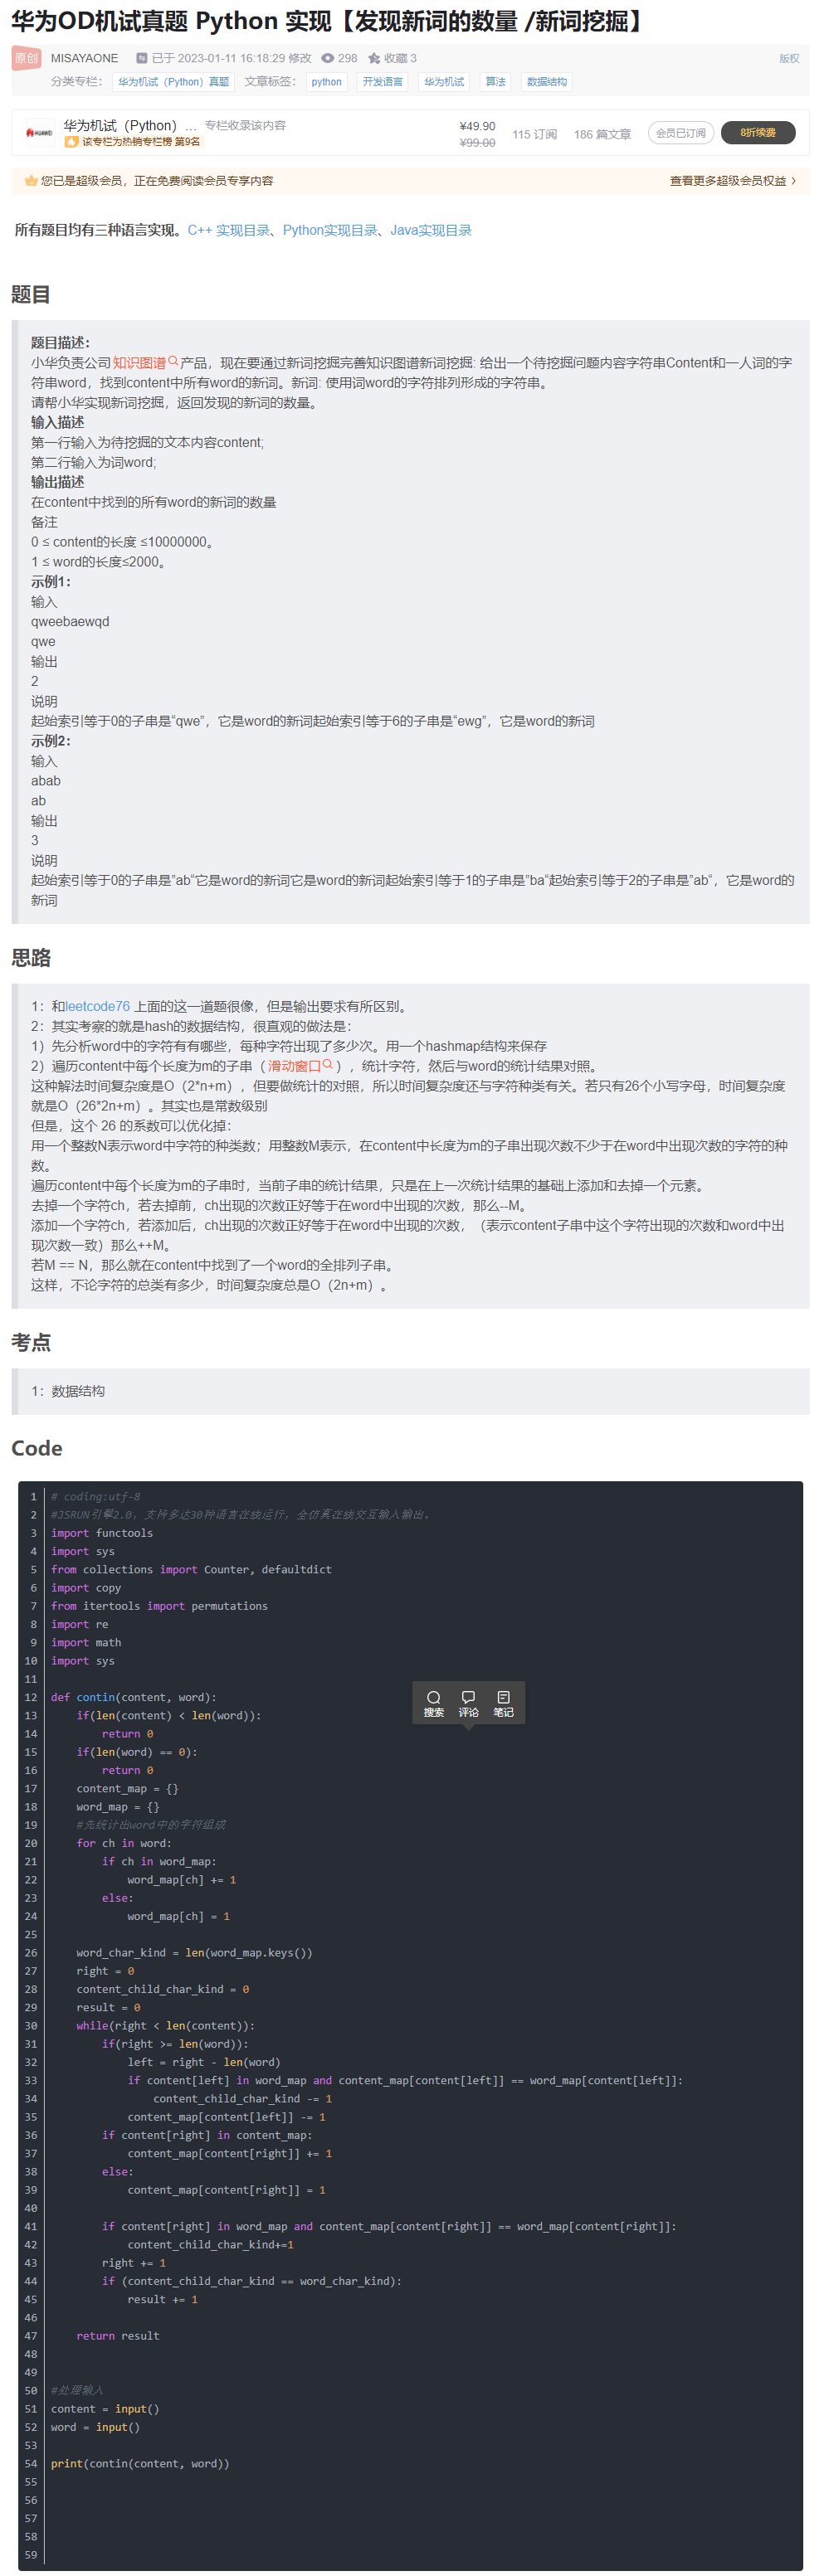 华为OD机试真题 Python 实现【发现新词的数量 /新词挖掘】
原创 MISAYAONE 已于 2023-01-11 16:18:29 修改 298 收藏 3 版权
分类专栏： 华为机试（Python）真题 文章标签： python 开发语言 华为机试 算法 数据结构
HUAWEI 华为机试（Python）... 专栏收录该内容 ¥49.90 115 订阅 186 篇文章 会员已订阅 8折续费
该专栏为热销专栏榜 第9名 ¥99.00
您已是超级会员，正在免费阅读会员专享内容 查看更多超级会员权益 >
所有题目均有三种语言实现。C++ 实现目录、Python实现目录、Java实现目录
题目
题目描述：
小华负责公司知识图谱产品，现在要通过新词挖掘完善知识图谱新词挖掘: 给出一个待挖掘问题内容字符串Content和一人词的字
符串word，找到content中所有word的新词。新词: 使用词word的字符排列形成的字符串。
请帮小华实现新词挖掘，返回发现的新词的数量。
输入描述
第一行输入为待挖掘的文本内容content;
第二行输入为词word;
输出描述
在content中找到的所有word的新词的数量
备注
0 ≤ content的长度 ≤10000000。
1 ≤ word的长度≤2000。
示例1：
输入
qweebaewqd
qwe
输出
2
说明
起始索引等于0的子串是“qwe”，它是word的新词起始索引等于6的子串是“ewg”，它是word的新词
示例2：
输入
abab
ab
输出
3
说明
起始索引等于0的子串是”ab“它是word的新词它是word的新词起始索引等于1的子串是”ba“起始索引等于2的子串是”ab“，它是word的
新词
思路
1：和leetcode76 上面的这一道题很像，但是输出要求有所区别。
2：其实考察的就是hash的数据结构，很直观的做法是：
1）先分析word中的字符有有哪些，每种字符出现了多少次。用一个hashmap结构来保存
2）遍历content中每个长度为m的子串（滑动窗口），统计字符，然后与word的统计结果对照。
这种解法时间复杂度是O（2*n+m），但要做统计的对照，所以时间复杂度还与字符种类有关。若只有26个小写字母，时间复杂度
就是O（26*2n+m）。其实也是常数级别
但是，这个 26 的系数可以优化掉：
用一个整数N表示word中字符的种类数；用整数M表示，在content中长度为m的子串出现次数不少于在word中出现次数的字符的种
数。
遍历content中每个长度为m的子串时，当前子串的统计结果，只是在上一次统计结果的基础上添加和去掉一个元素。
去掉一个字符ch，若去掉前，ch出现的次数正好等于在word中出现的次数，那么--M。
添加一个字符ch，若添加后，ch出现的次数正好等于在word中出现的次数，（表示content子串中这个字符出现的次数和word中出
现次数一致）那么++M。
若M == N，那么就在content中找到了一个word的全排列子串。
这样，不论字符的总类有多少，时间复杂度总是O（2n+m）。
考点
1：数据结构
Code
1 # coding:utf-8
2 #JSRUN引擎2.0，支持多达30种语言在线运行，全仿真在线交互输入输出。
3 import functools
4 import sys
5 from collections import Counter, defaultdict
6 import copy
7 from itertools import permutations
8 import re
9 import math
10 import sys
11
12 def contin(content, word):
13 if(len(content) < len(word)):
搜索 评论 笔记
14 return 0
15 if(len(word) == 0):
16 return 0
17 content_map = {}
18 word_map = {}
19 #先统计出word中的字符组成
20 for ch in word:
21 if ch in word_map:
22 word_map[ch] += 1
23 else:
24 word_map[ch] = 1
25
26 word_char_kind = len(word_map.keys())
27 right = 0
28 content_child_char_kind = 0
29 result = 0
30 while(right < len(content)):
31 if(right >= len(word)):
32 left = right - len(word)
33 if content[left] in word_map and content_map[content[left]] == word_map[content[left]]:
34 content_child_char_kind -= 1
35 content_map[content[left]] -= 1
36 if content[right] in content_map:
37 content_map[content[right]] += 1
38 else:
39 content_map[content[right]] = 1
40
41 if content[right] in word_map and content_map[content[right]] == word_map[content[right]]:
42 content_child_char_kind+=1
43 right += 1
44 if (content_child_char_kind == word_char_kind):
45 result += 1
46
47 return result
48
49
50 #处理输入
51 content = input()
52 word = input()
53
54 print(contin(content, word))
55
56
57
58
59